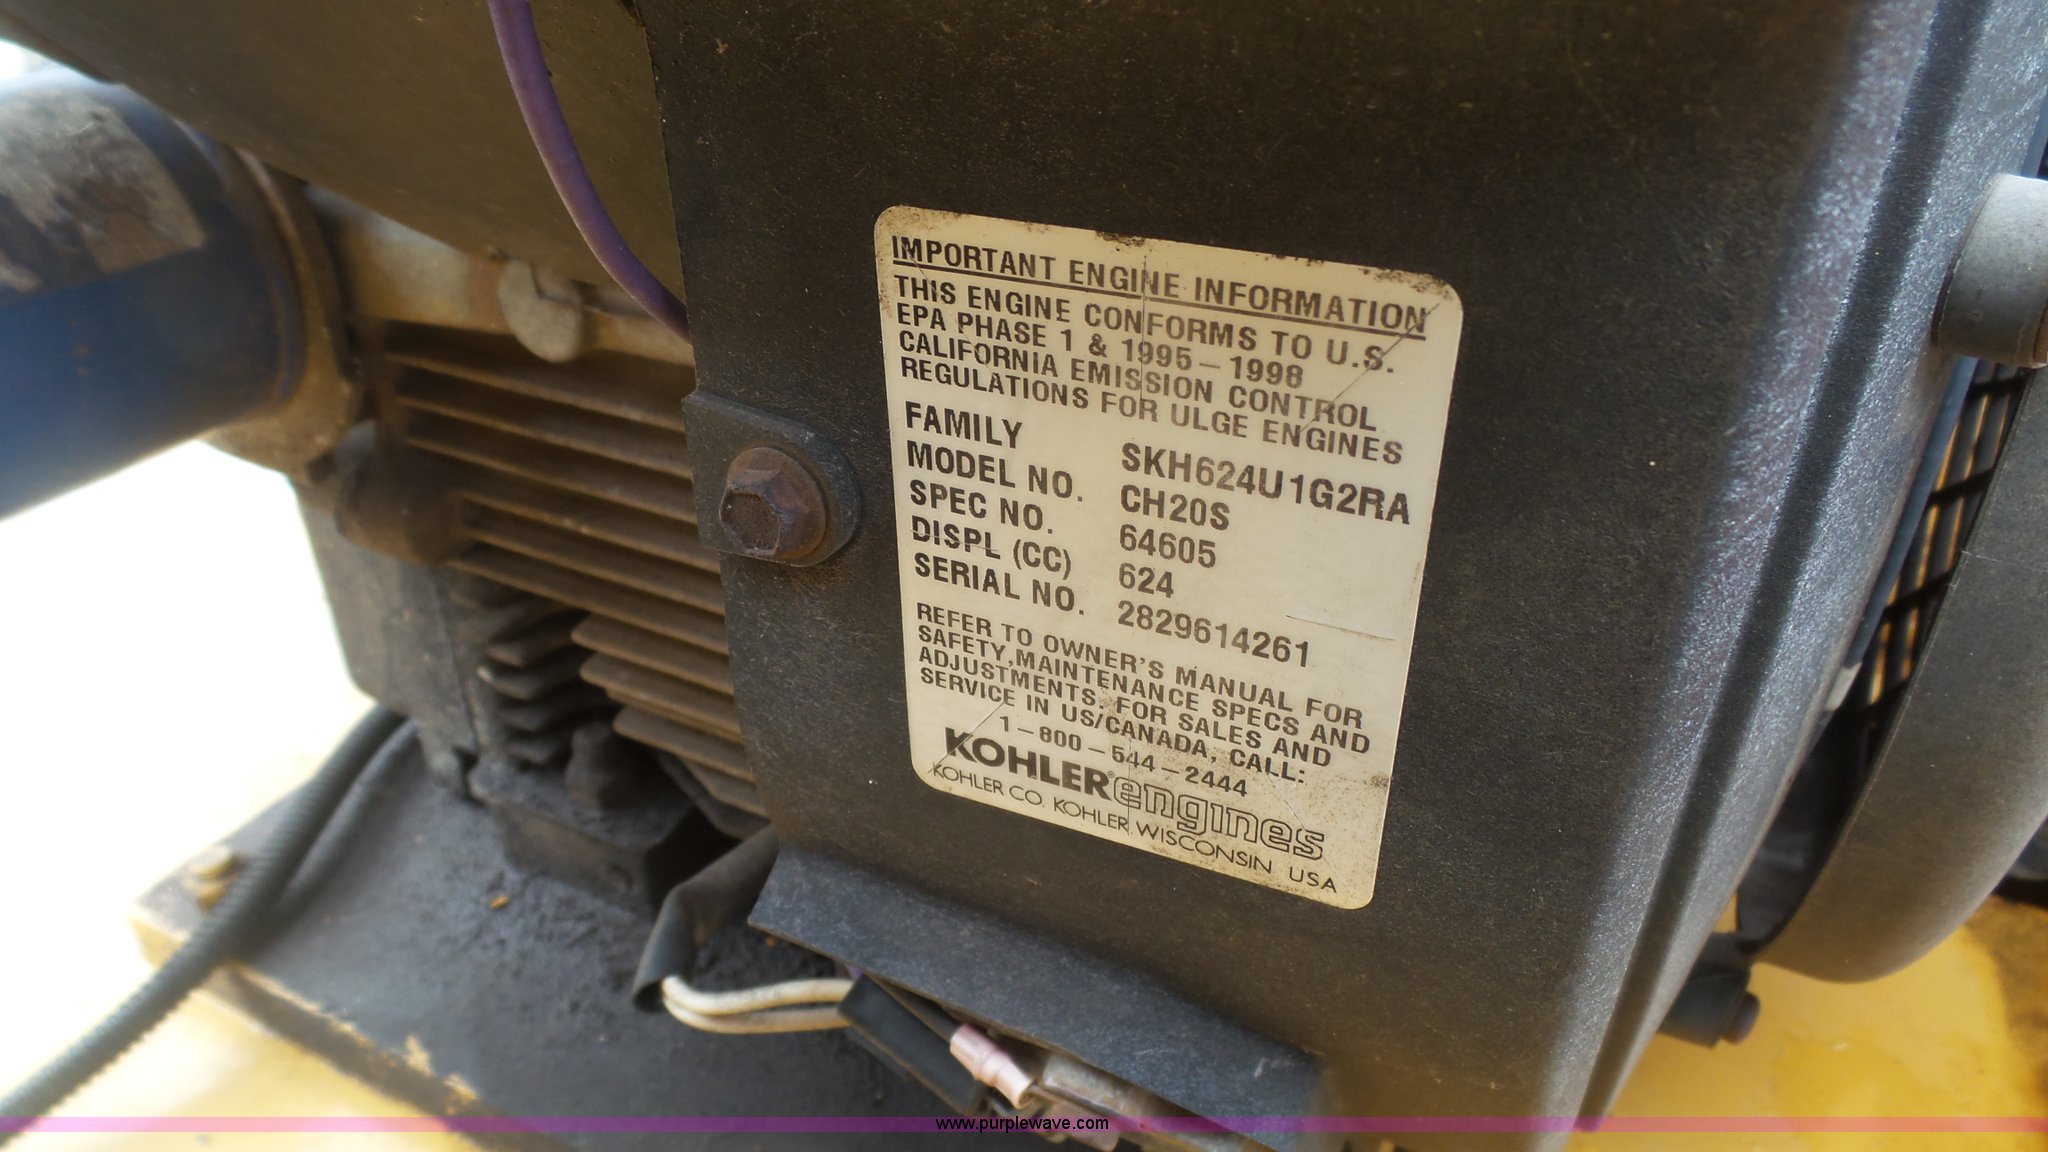 IMPORTANT ENGINE INFORMATION
THIS ENGINE CONFORMS TO U.S.
EPA PHASE 1 & 1995-1998
CALIFORNIA EMISSION CONTROL
REGULATIONS FOR ULGE ENGINES
FAMILY SKH624U1G2RA
MODEL NO. CH20S
SPEC NO. 64605
DISPL (CC) 624
SERIAL NO. 2829614261
REFER TO OWNER'S MANUAL FOR
SAFETY, MAINTENANCE SPECS AND
ADJUSTMENTS. FOR SALES AND
SERVICE IN US/CANADA, CALL:
1-800-544-2444
KOHLER® engines
KOHLER CO. KOHLER, WISCONSIN USA
www.purplewave.com